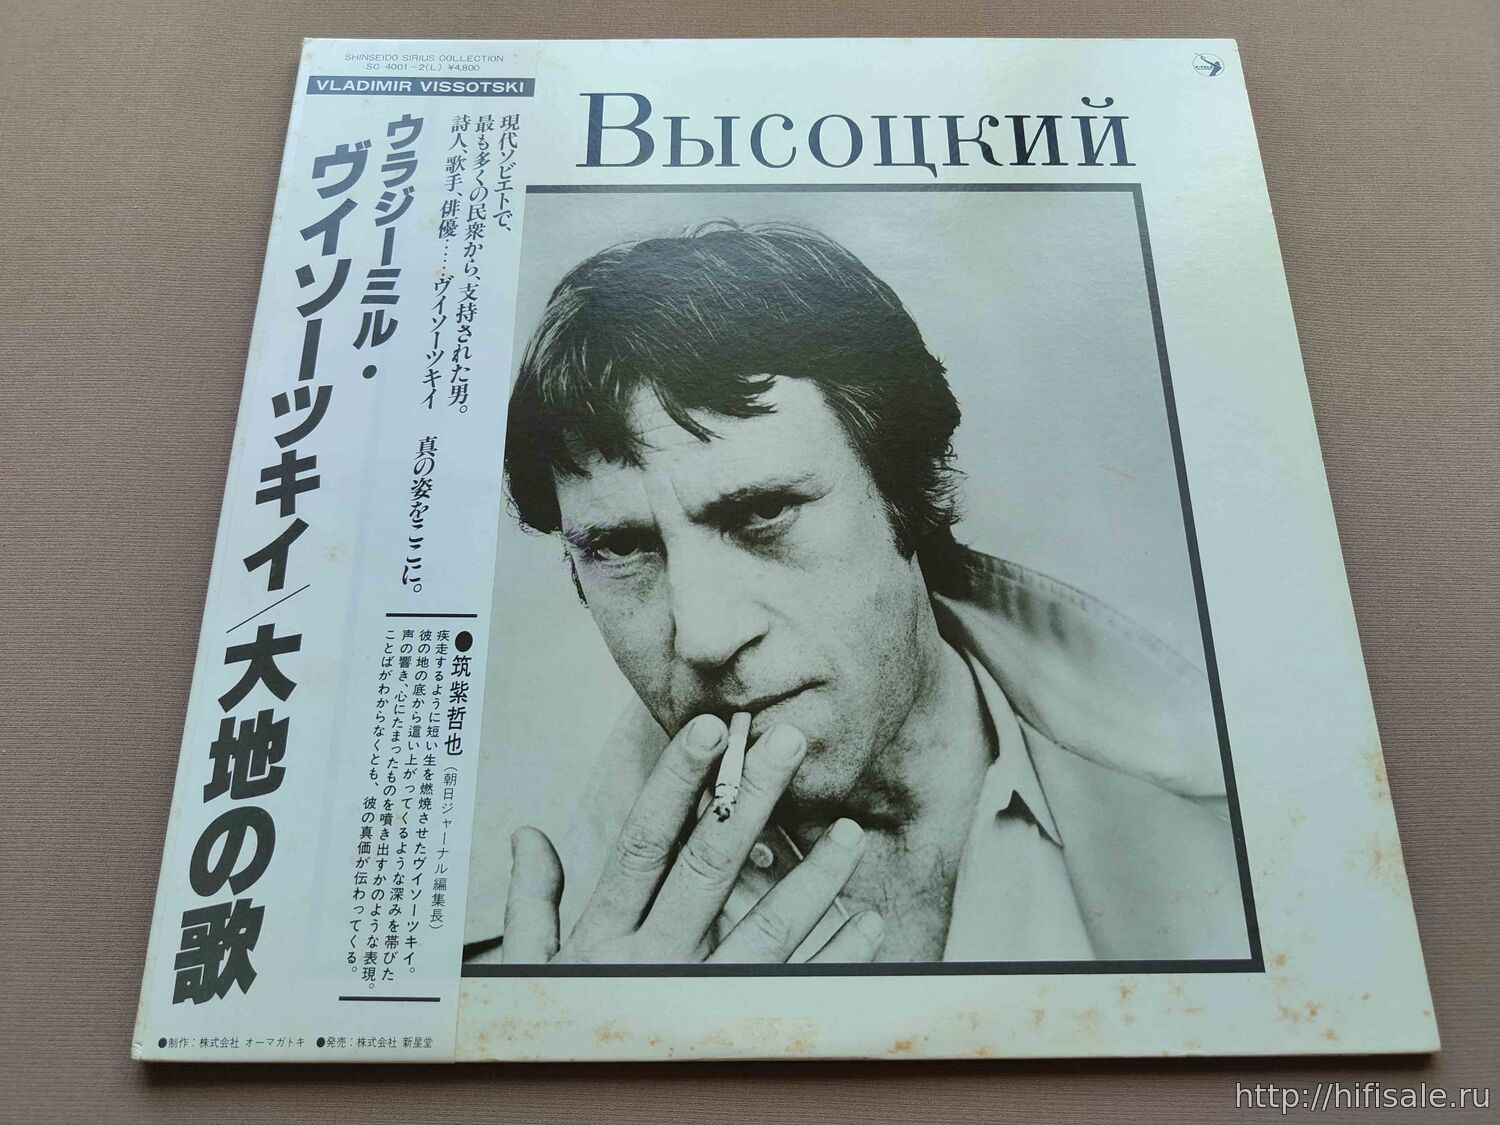 SHINSEIDO SIRIUS COLLECTION
SC 4001-2(L) ¥4,800
VLADIMIR VISSOTSKI
Высоцкий
現代ソビエトで、
最も多くの民衆から、支持された男。
詩人、歌手、俳優……ヴィソーツキイ 真の姿をここに。
ウラジーミル・
ヴィソーツキィ/大地の歌
●筑紫哲也(朝日ジャーナル編集長)
疾走するように短い生を燃焼させたヴィソーツキィ。
彼の地の底から這い上がってくるような深みを帯びた
声の響き、心にたまったものを噴き出すかのような表現。
ことばがわからなくとも、彼の真価が伝わってくる。
●制作:株式会社 オーマガトキ ●発売:株式会社 新星堂
http://hifisale.ru